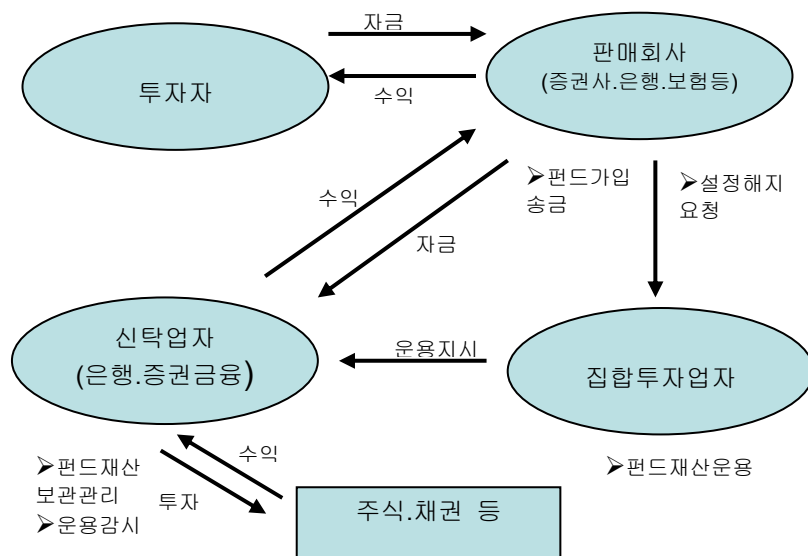 자금
판매회사
(증권사.은행.보험등)
투자자
수익
➢펀드가입
송금
➢설정해지
요청
수익
자금
신탁업자
(은행.증권금융)
운용지시
집합투자업자
➢펀드재산
보관관리
➢운용감시
수익
투자
➢펀드재산운용
주식.채권 등